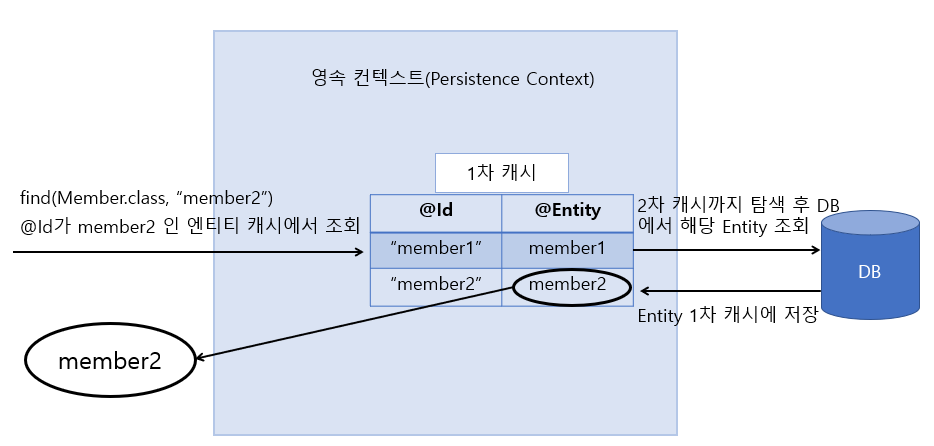 영속 컨텍스트(Persistence Context)
1차 캐시
find(Member.class, “member2”)
@Id가 member2 인 엔티티 캐시에서 조회
@Id
@Entity
“member1”
member1
“member2”
member2
2차 캐시까지 탐색 후 DB
에서 해당 Entity 조회
DB
Entity 1차 캐시에 저장
member2